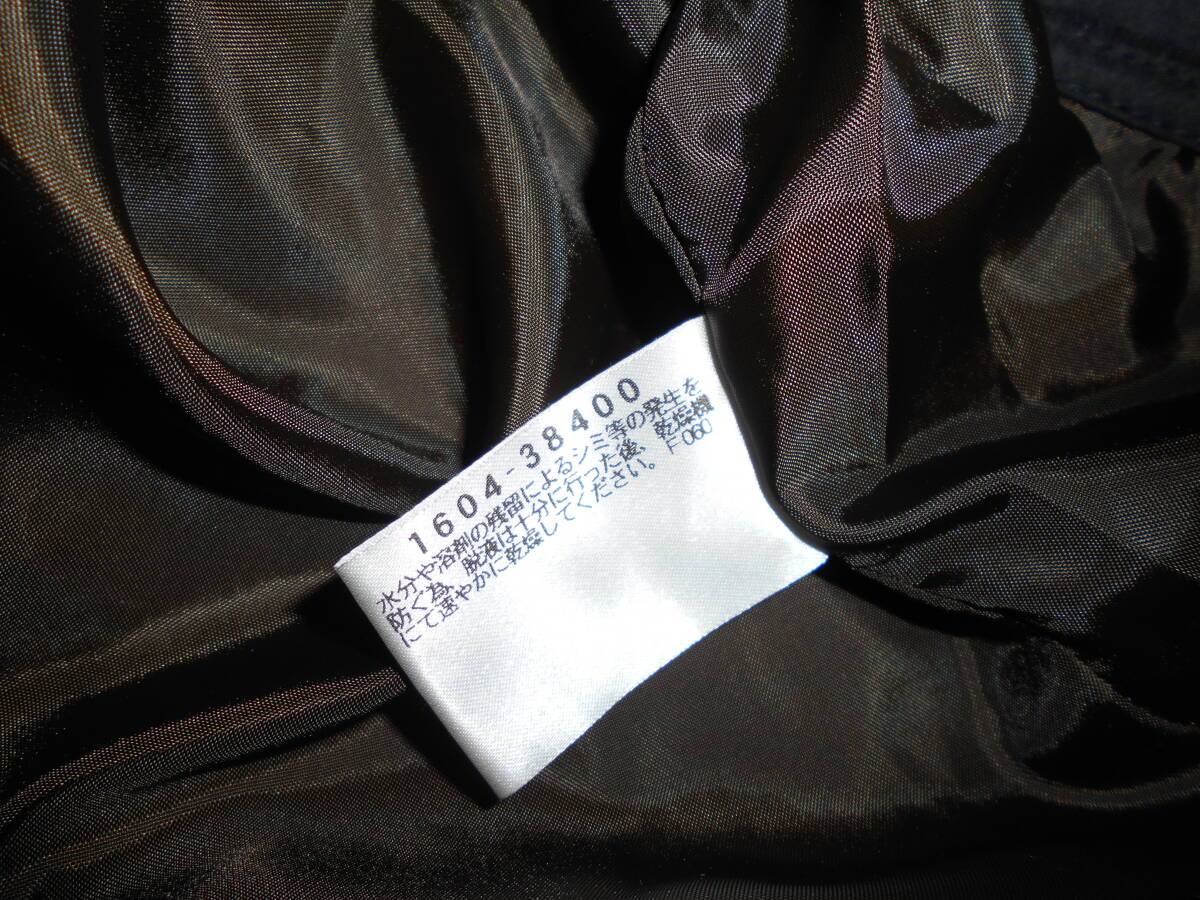 1604-38400
水分や溶剤の残留によるシミ等の発生を
防ぐ為、脱液は十分に行った後、乾燥機
にて速やかに乾燥してください。 F060